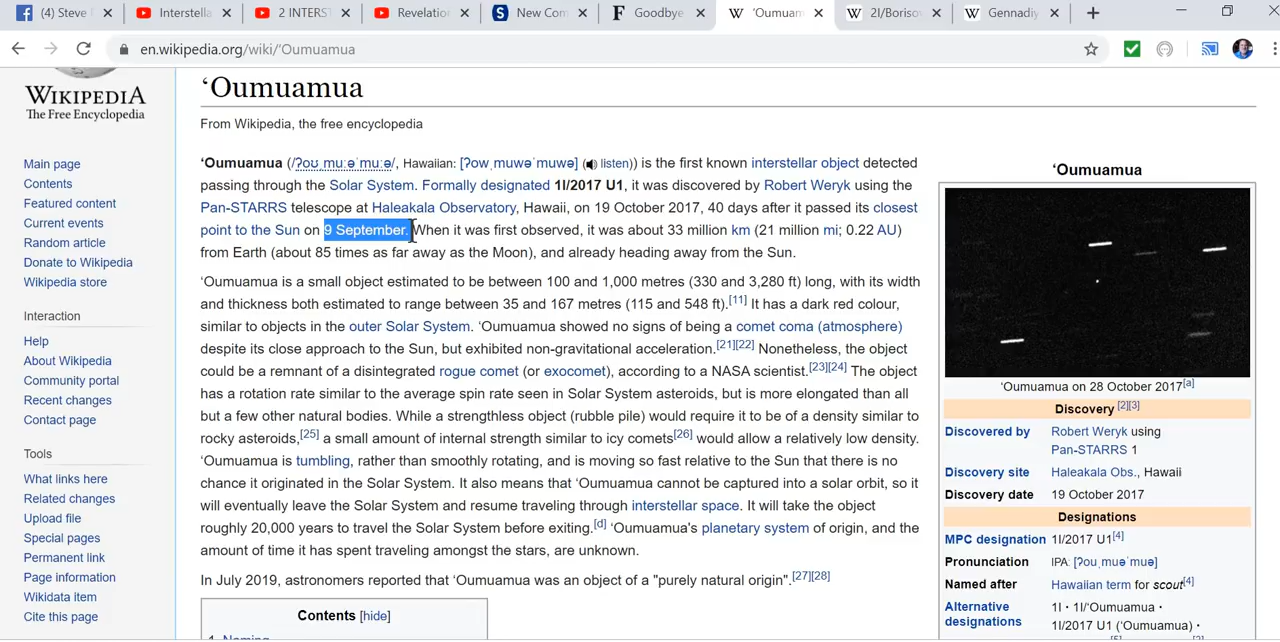 (4) Steve
Interstella
2 INTERST
Revelation
New Com
Goodbye
'Oumuam
2I/Borisov
Gennadiy
en.wikipedia.org/wiki/ʻOumuamua
WIKIPEDIA
The Free Encyclopedia
Main page
Contents
Featured content
Current events
Random article
Donate to Wikipedia
Wikipedia store
Interaction
Help
About Wikipedia
Community portal
Recent changes
Contact page
Tools
What links here
Related changes
Upload file
Special pages
Permanent link
Page information
Wikidata item
Cite this page
ʻOumuamua
From Wikipedia, the free encyclopedia
ʻOumuamua (/ʔoʊˌmuːəˈmuːə/, Hawaiian: [ʔowˌmuwəˈmuwə] (listen)) is the first known interstellar object detected
passing through the Solar System. Formally designated 1I/2017 U1, it was discovered by Robert Weryk using the
Pan-STARRS telescope at Haleakala Observatory, Hawaii, on 19 October 2017, 40 days after it passed its closest
point to the Sun on 9 September. When it was first observed, it was about 33 million km (21 million mi; 0.22 AU)
from Earth (about 85 times as far away as the Moon), and already heading away from the Sun.
ʻOumuamua is a small object estimated to be between 100 and 1,000 metres (330 and 3,280 ft) long, with its width
and thickness both estimated to range between 35 and 167 metres (115 and 548 ft).[11] It has a dark red colour,
similar to objects in the outer Solar System. ʻOumuamua showed no signs of being a comet coma (atmosphere)
despite its close approach to the Sun, but exhibited non-gravitational acceleration.[21][22] Nonetheless, the object
could be a remnant of a disintegrated rogue comet (or exocomet), according to a NASA scientist.[23][24] The object
has a rotation rate similar to the average spin rate seen in Solar System asteroids, but is more elongated than all
but a few other natural bodies. While a strengthless object (rubble pile) would require it to be of a density similar to
rocky asteroids,[25] a small amount of internal strength similar to icy comets[26] would allow a relatively low density.
ʻOumuamua is tumbling, rather than smoothly rotating, and is moving so fast relative to the Sun that there is no
chance it originated in the Solar System. It also means that ʻOumuamua cannot be captured into a solar orbit, so it
will eventually leave the Solar System and resume traveling through interstellar space. It will take the object
roughly 20,000 years to travel the Solar System before exiting.[d] ʻOumuamua's planetary system of origin, and the
amount of time it has spent traveling amongst the stars, are unknown.
In July 2019, astronomers reported that ʻOumuamua was an object of a "purely natural origin".[27][28]
Contents [hide]
1 Naming
ʻOumuamua
ʻOumuamua on 28 October 2017[a]
Discovery [2][3]
Discovered by Robert Weryk using
Pan-STARRS 1
Discovery site Haleakala Obs., Hawaii
Discovery date 19 October 2017
Designations
MPC designation 1I/2017 U1[4]
Pronunciation IPA: [ʔouˌmuəˈmuə]
Named after Hawaiian term for scout[4]
Alternative 1I · 1I/ʻOumuamua ·
designations 1I/2017 U1 (ʻOumuamua) ·